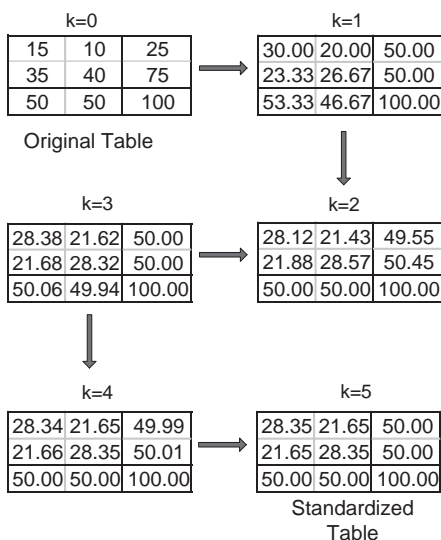 k=0
15 10 25
35 40 75
50 50 100
Original Table
k=1
30.00 20.00 50.00
23.33 26.67 50.00
53.33 46.67 100.00
k=2
28.12 21.43 49.55
21.88 28.57 50.45
50.00 50.00 100.00
k=3
28.38 21.62 50.00
21.68 28.32 50.00
50.06 49.94 100.00
k=4
28.34 21.65 49.99
21.66 28.35 50.01
50.00 50.00 100.00
k=5
28.35 21.65 50.00
21.65 28.35 50.00
50.00 50.00 100.00
Standardized
Table